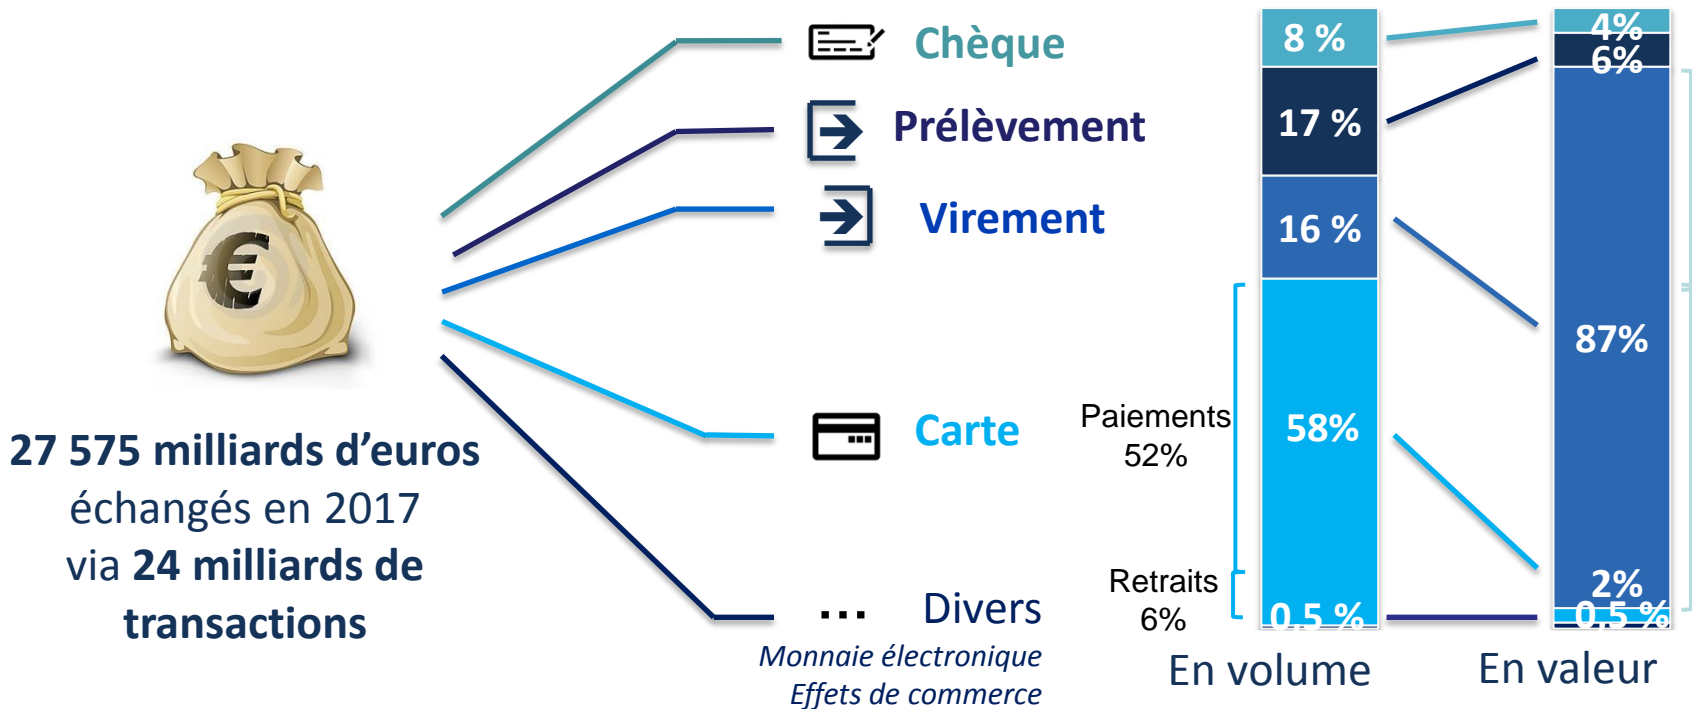 Chèque
Prélèvement
Virement
Carte
... Divers
Monnaie électronique
Effets de commerce
€
27 575 milliards d’euros
échangés en 2017
via 24 milliards de
transactions
Paiements
52%
Retraits
6%
8 %
17 %
16 %
58%
0,5 %
En volume
4%
6%
87%
2%
0,5 %
En valeur